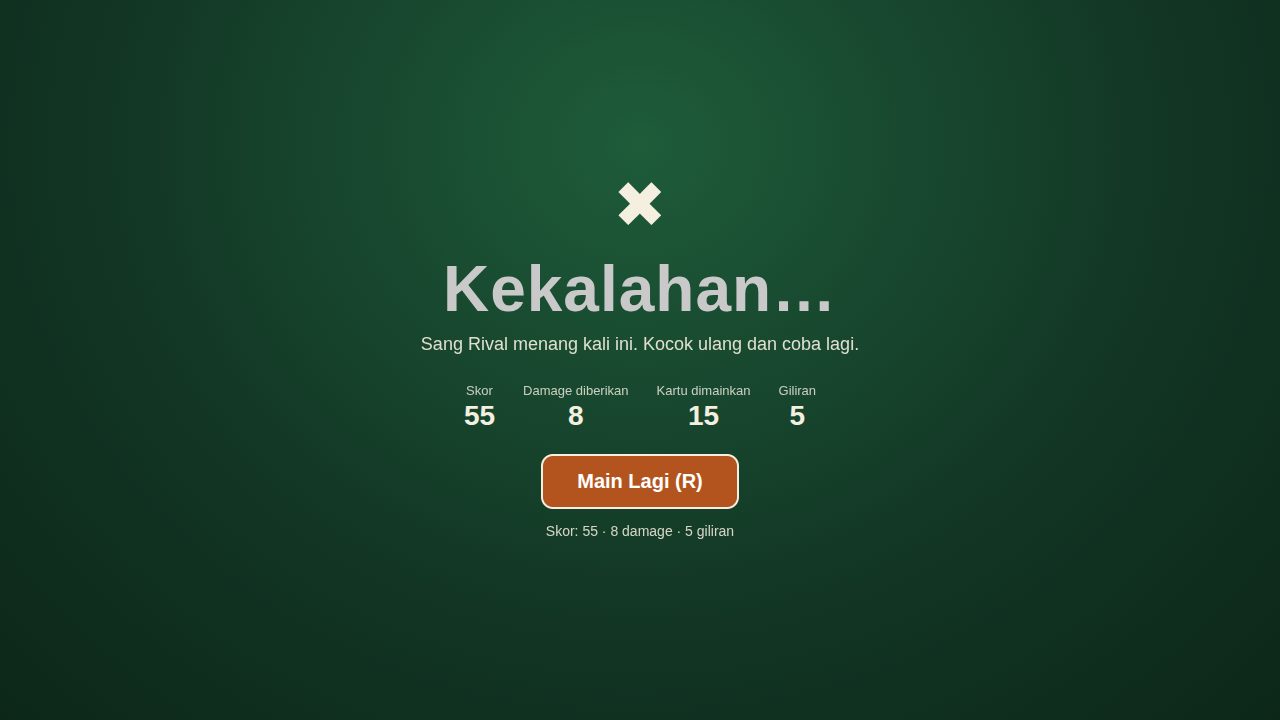 Kekalahan…
Sang Rival menang kali ini. Kocok ulang dan coba lagi.
Skor Damage diberikan Kartu dimainkan Giliran
55 8 15 5
Main Lagi (R)
Skor: 55 · 8 damage · 5 giliran